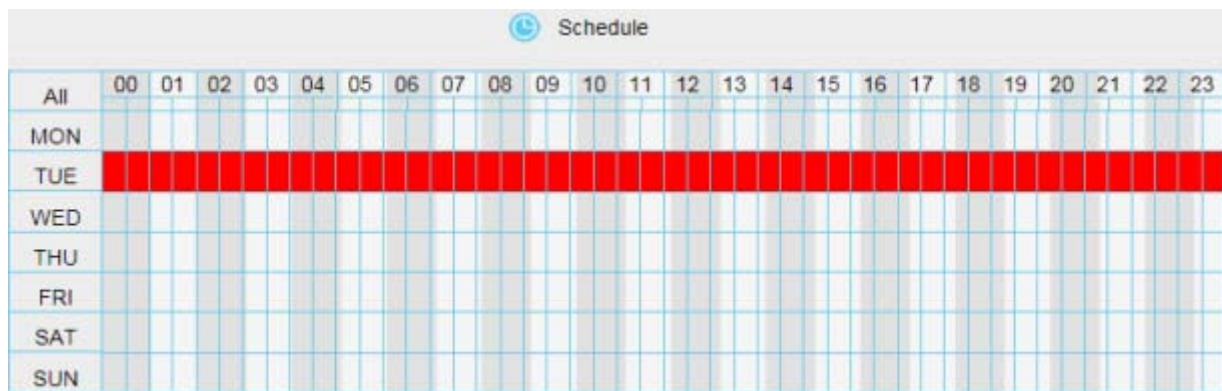 Schedule
All 00 01 02 03 04 05 06 07 08 09 10 11 12 13 14 15 16 17 18 19 20 21 22 23
MON
TUE
WED
THU
FRI
SAT
SUN